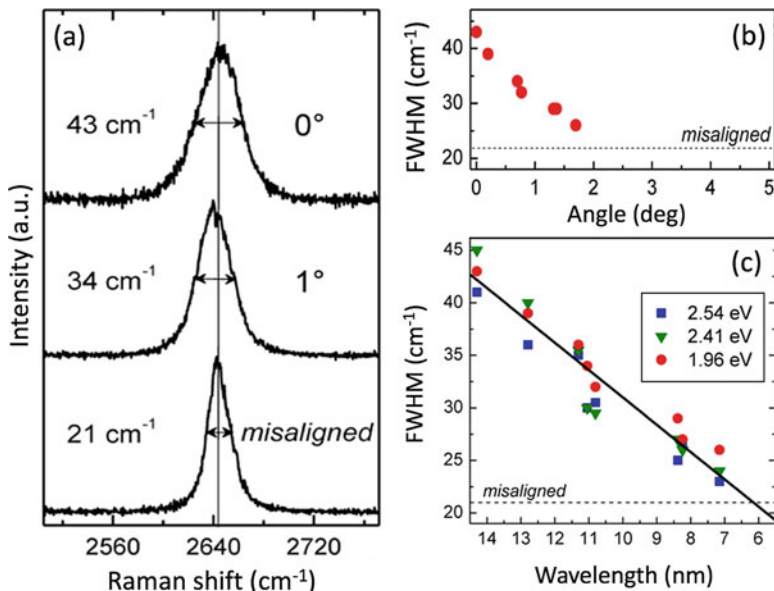 (a)
43 cm⁻¹
0°
34 cm⁻¹
1°
21 cm⁻¹
misaligned
2560
2640
2720
Raman shift (cm⁻¹)
Intensity (a.u.)
(b)
40
30
20
FWHM (cm⁻¹)
misaligned
0
1
2
3
4
5
Angle (deg)
(c)
45
40
35
30
25
20
FWHM (cm⁻¹)
2.54 eV
2.41 eV
1.96 eV
misaligned
14
13
12
11
10
9
8
7
6
Wavelength (nm)